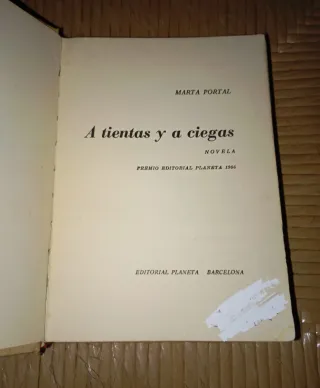 MARTA PORTAL
A tientas y a ciegas
NOVELA
PREMIO EDITORIAL PLANETA 1966
EDITORIAL PLANETA BARCELONA